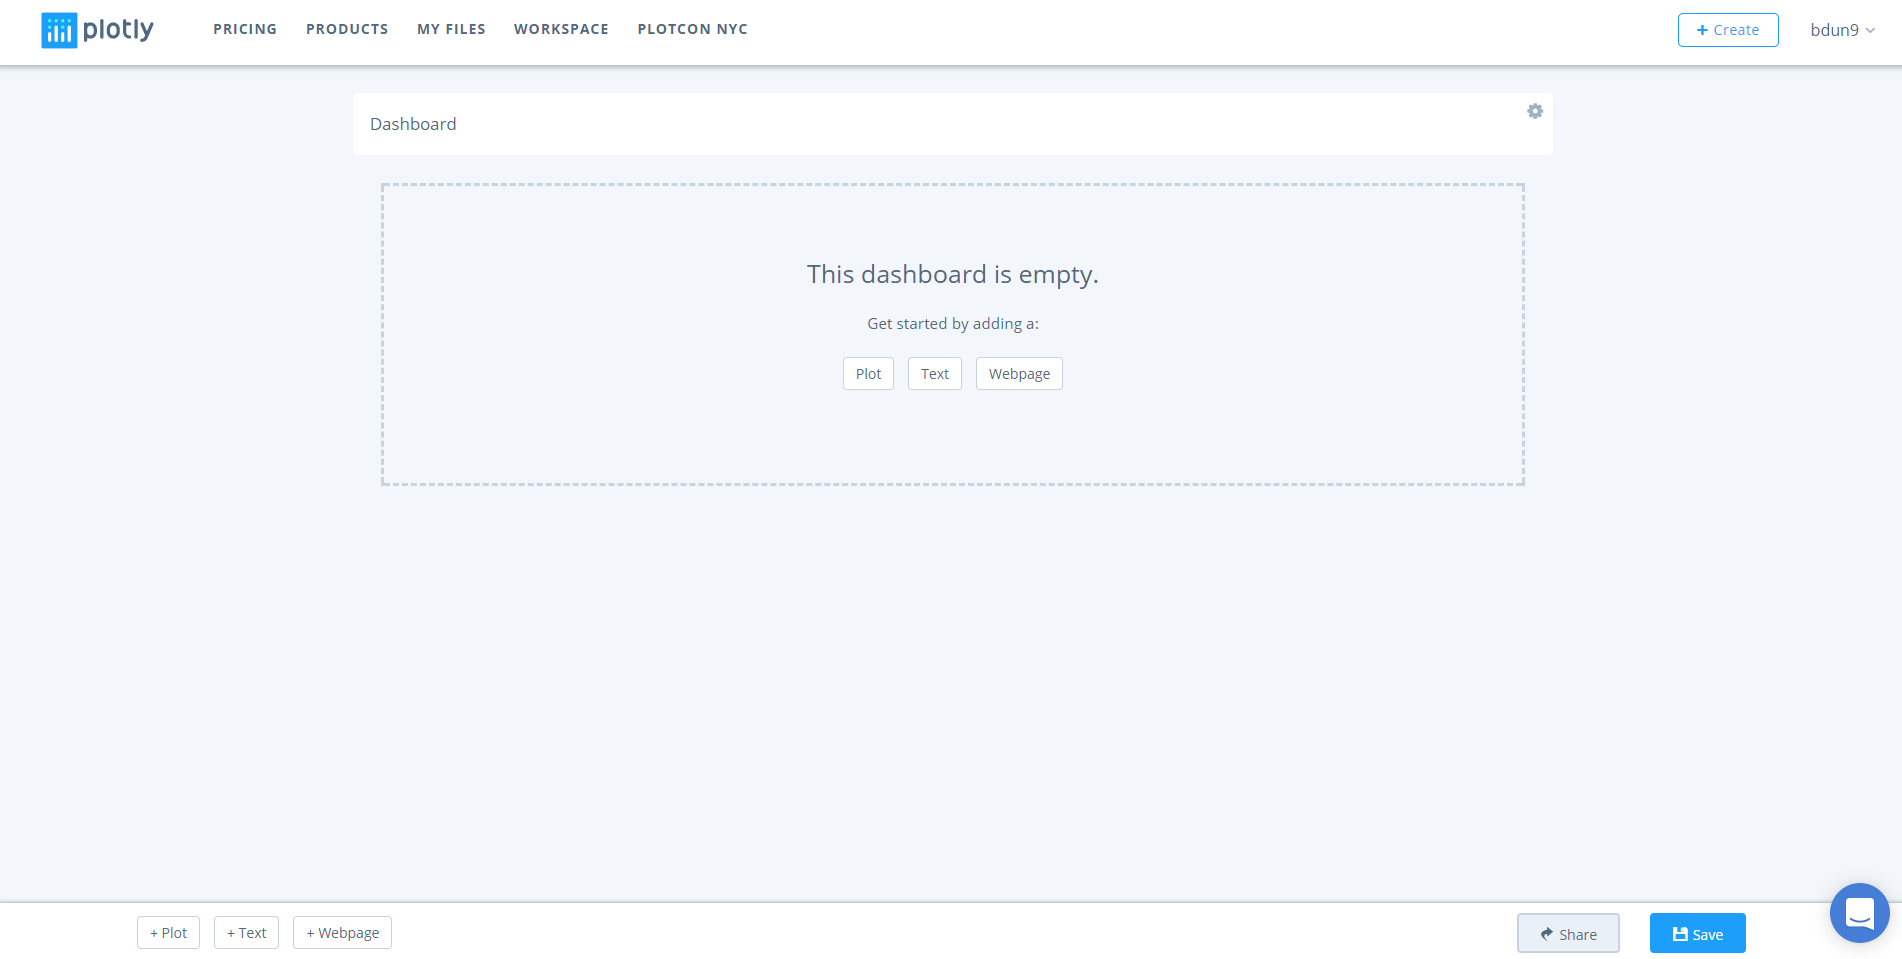 plotly PRICING PRODUCTS MY FILES WORKSPACE PLOTCON NYC + Create bdun9
Dashboard
This dashboard is empty.
Get started by adding a:
Plot Text Webpage
+ Plot + Text + Webpage Share Save